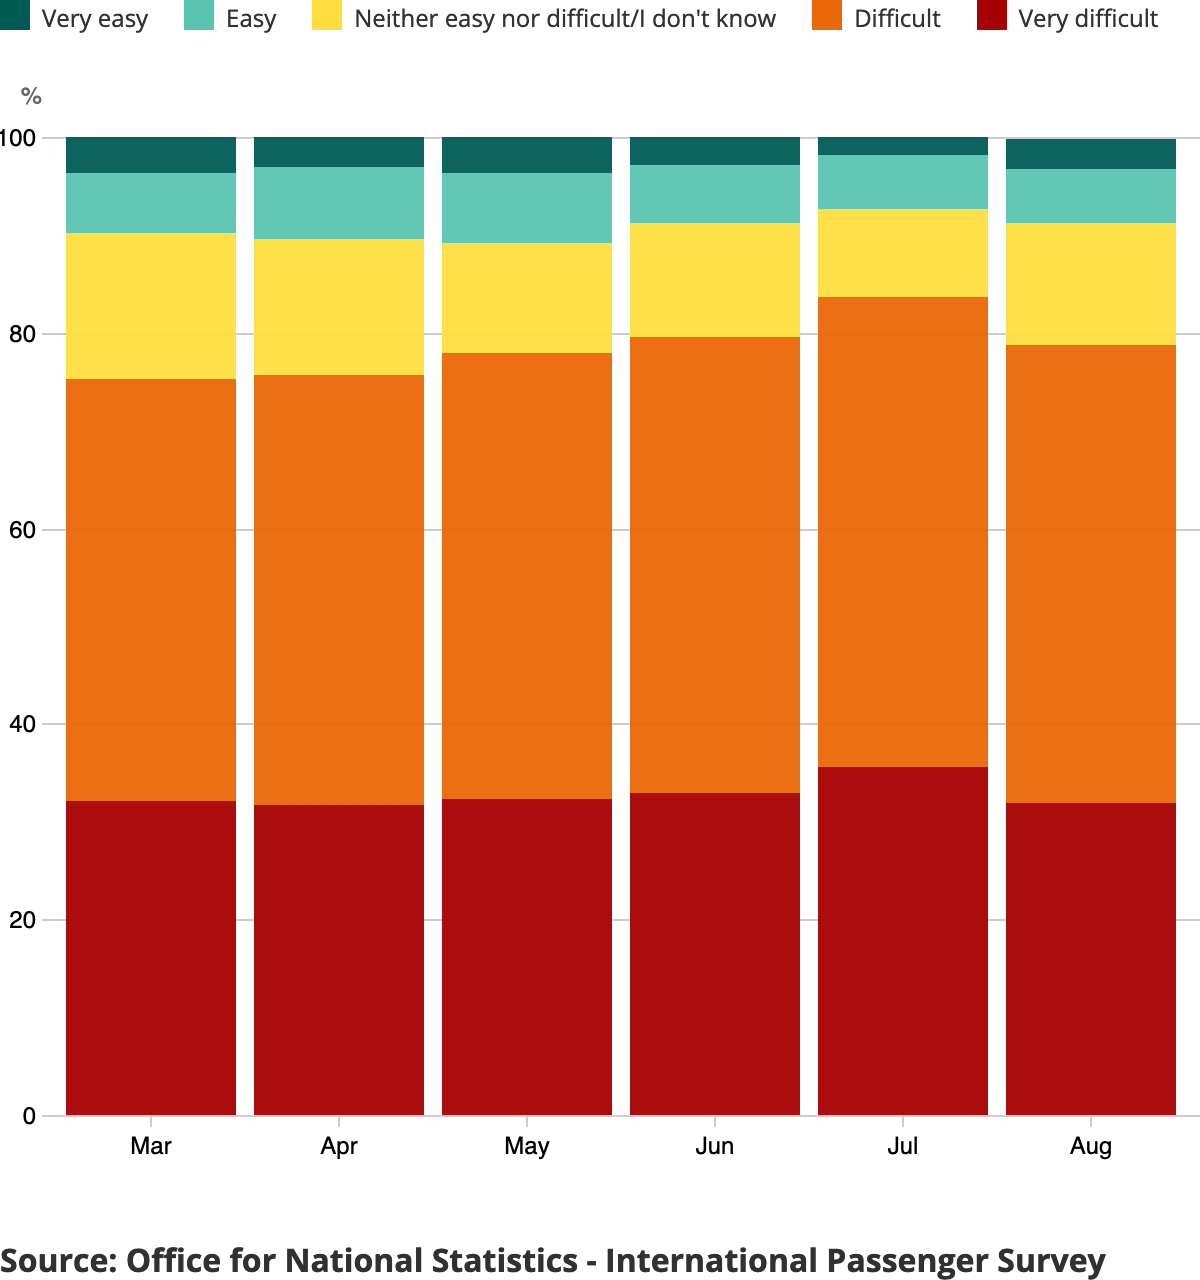 Very easy Easy Neither easy nor difficult/I don't know Difficult Very difficult
%
100
80
60
40
20
0
Mar Apr May Jun Jul Aug
Source: Office for National Statistics - International Passenger Survey